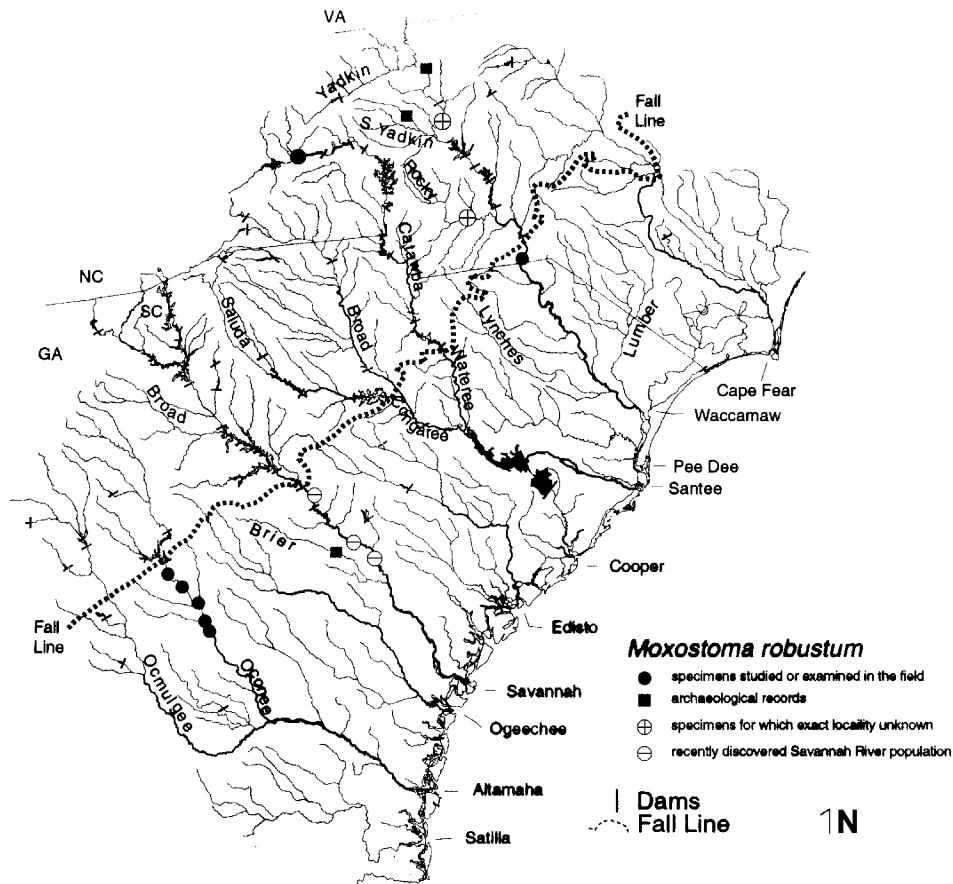 VA
Yadkin
Fall
Line
S Yadkin
Rocky
Catawba
NC
SC
GA
Saluda
Broad
Lynches
Lumber
Wateree
Cape Fear
Waccamaw
Broad
Pee Dee
Santee
Brier
Cooper
Fall
Line
Edisto
Moxostoma robustum
specimens studied or examined in the field
archaeological records
specimens for which exact locaility unknown
recently discovered Savannah River population
Ocmulgee
Oconee
Savannah
Ogeechee
Altamaha
Satilla
Dams
Fall Line
N